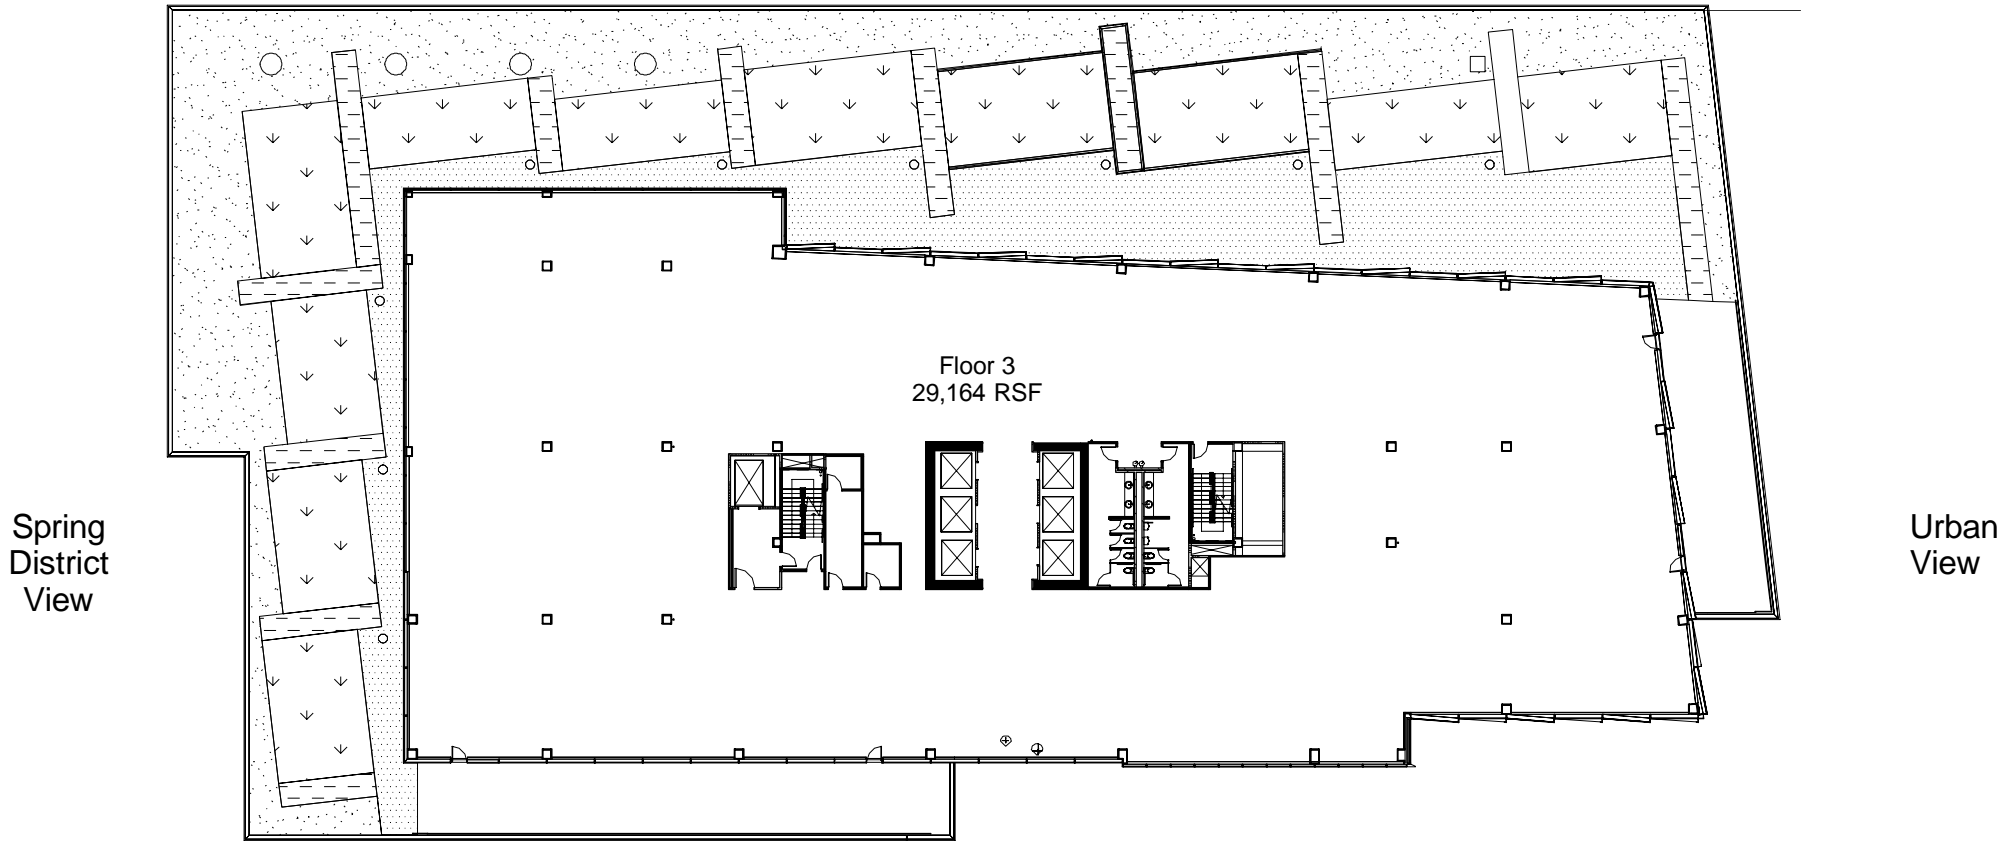 Floor 3
29,164 RSF
Spring
District
View
Urban
View